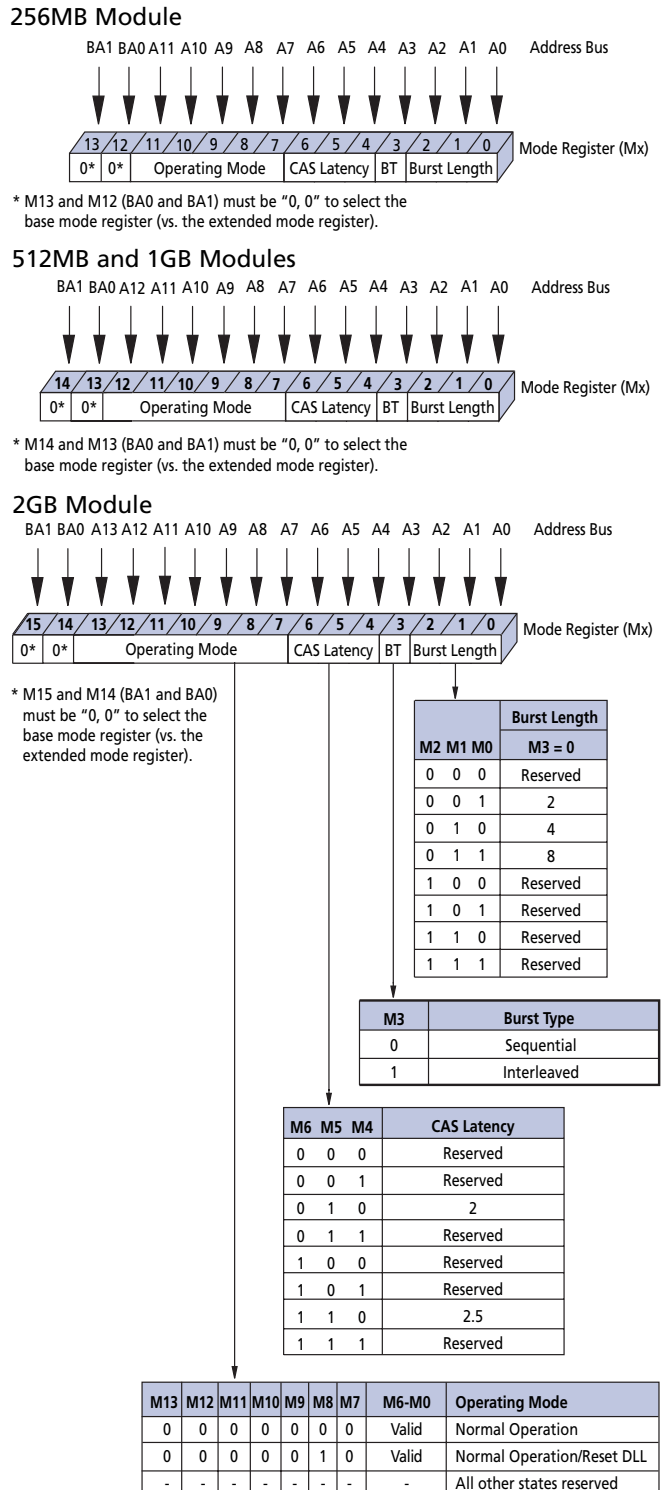 256MB Module
BA1 BA0 A11 A10 A9 A8 A7 A6 A5 A4 A3 A2 A1 A0 Address Bus
13 12 11 10 9 8 7 6 5 4 3 2 1 0
Mode Register (Mx)
0* 0* Operating Mode CAS Latency BT Burst Length
* M13 and M12 (BA0 and BA1) must be “0, 0” to select the
base mode register (vs. the extended mode register).
512MB and 1GB Modules
BA1 BA0 A12 A11 A10 A9 A8 A7 A6 A5 A4 A3 A2 A1 A0 Address Bus
14 13 12 11 10 9 8 7 6 5 4 3 2 1 0
Mode Register (Mx)
0* 0* Operating Mode CAS Latency BT Burst Length
* M14 and M13 (BA0 and BA1) must be “0, 0” to select the
base mode register (vs. the extended mode register).
2GB Module
BA1 BA0 A13 A12 A11 A10 A9 A8 A7 A6 A5 A4 A3 A2 A1 A0 Address Bus
15 14 13 12 11 10 9 8 7 6 5 4 3 2 1 0
Mode Register (Mx)
0* 0* Operating Mode CAS Latency BT Burst Length
* M15 and M14 (BA1 and BA0)
must be “0, 0” to select the
base mode register (vs. the
extended mode register).
Burst Length
M2 M1 M0 M3 = 0
0 0 0 Reserved
0 0 1 2
0 1 0 4
0 1 1 8
1 0 0 Reserved
1 0 1 Reserved
1 1 0 Reserved
1 1 1 Reserved
M3 Burst Type
0 Sequential
1 Interleaved
M6 M5 M4 CAS Latency
0 0 0 Reserved
0 0 1 Reserved
0 1 0 2
0 1 1 Reserved
1 0 0 Reserved
1 0 1 Reserved
1 1 0 2.5
1 1 1 Reserved
M13 M12 M11 M10 M9 M8 M7 M6-M0 Operating Mode
0 0 0 0 0 0 0 Valid Normal Operation
0 0 0 0 0 1 0 Valid Normal Operation/Reset DLL
- - - - - - - - All other states reserved